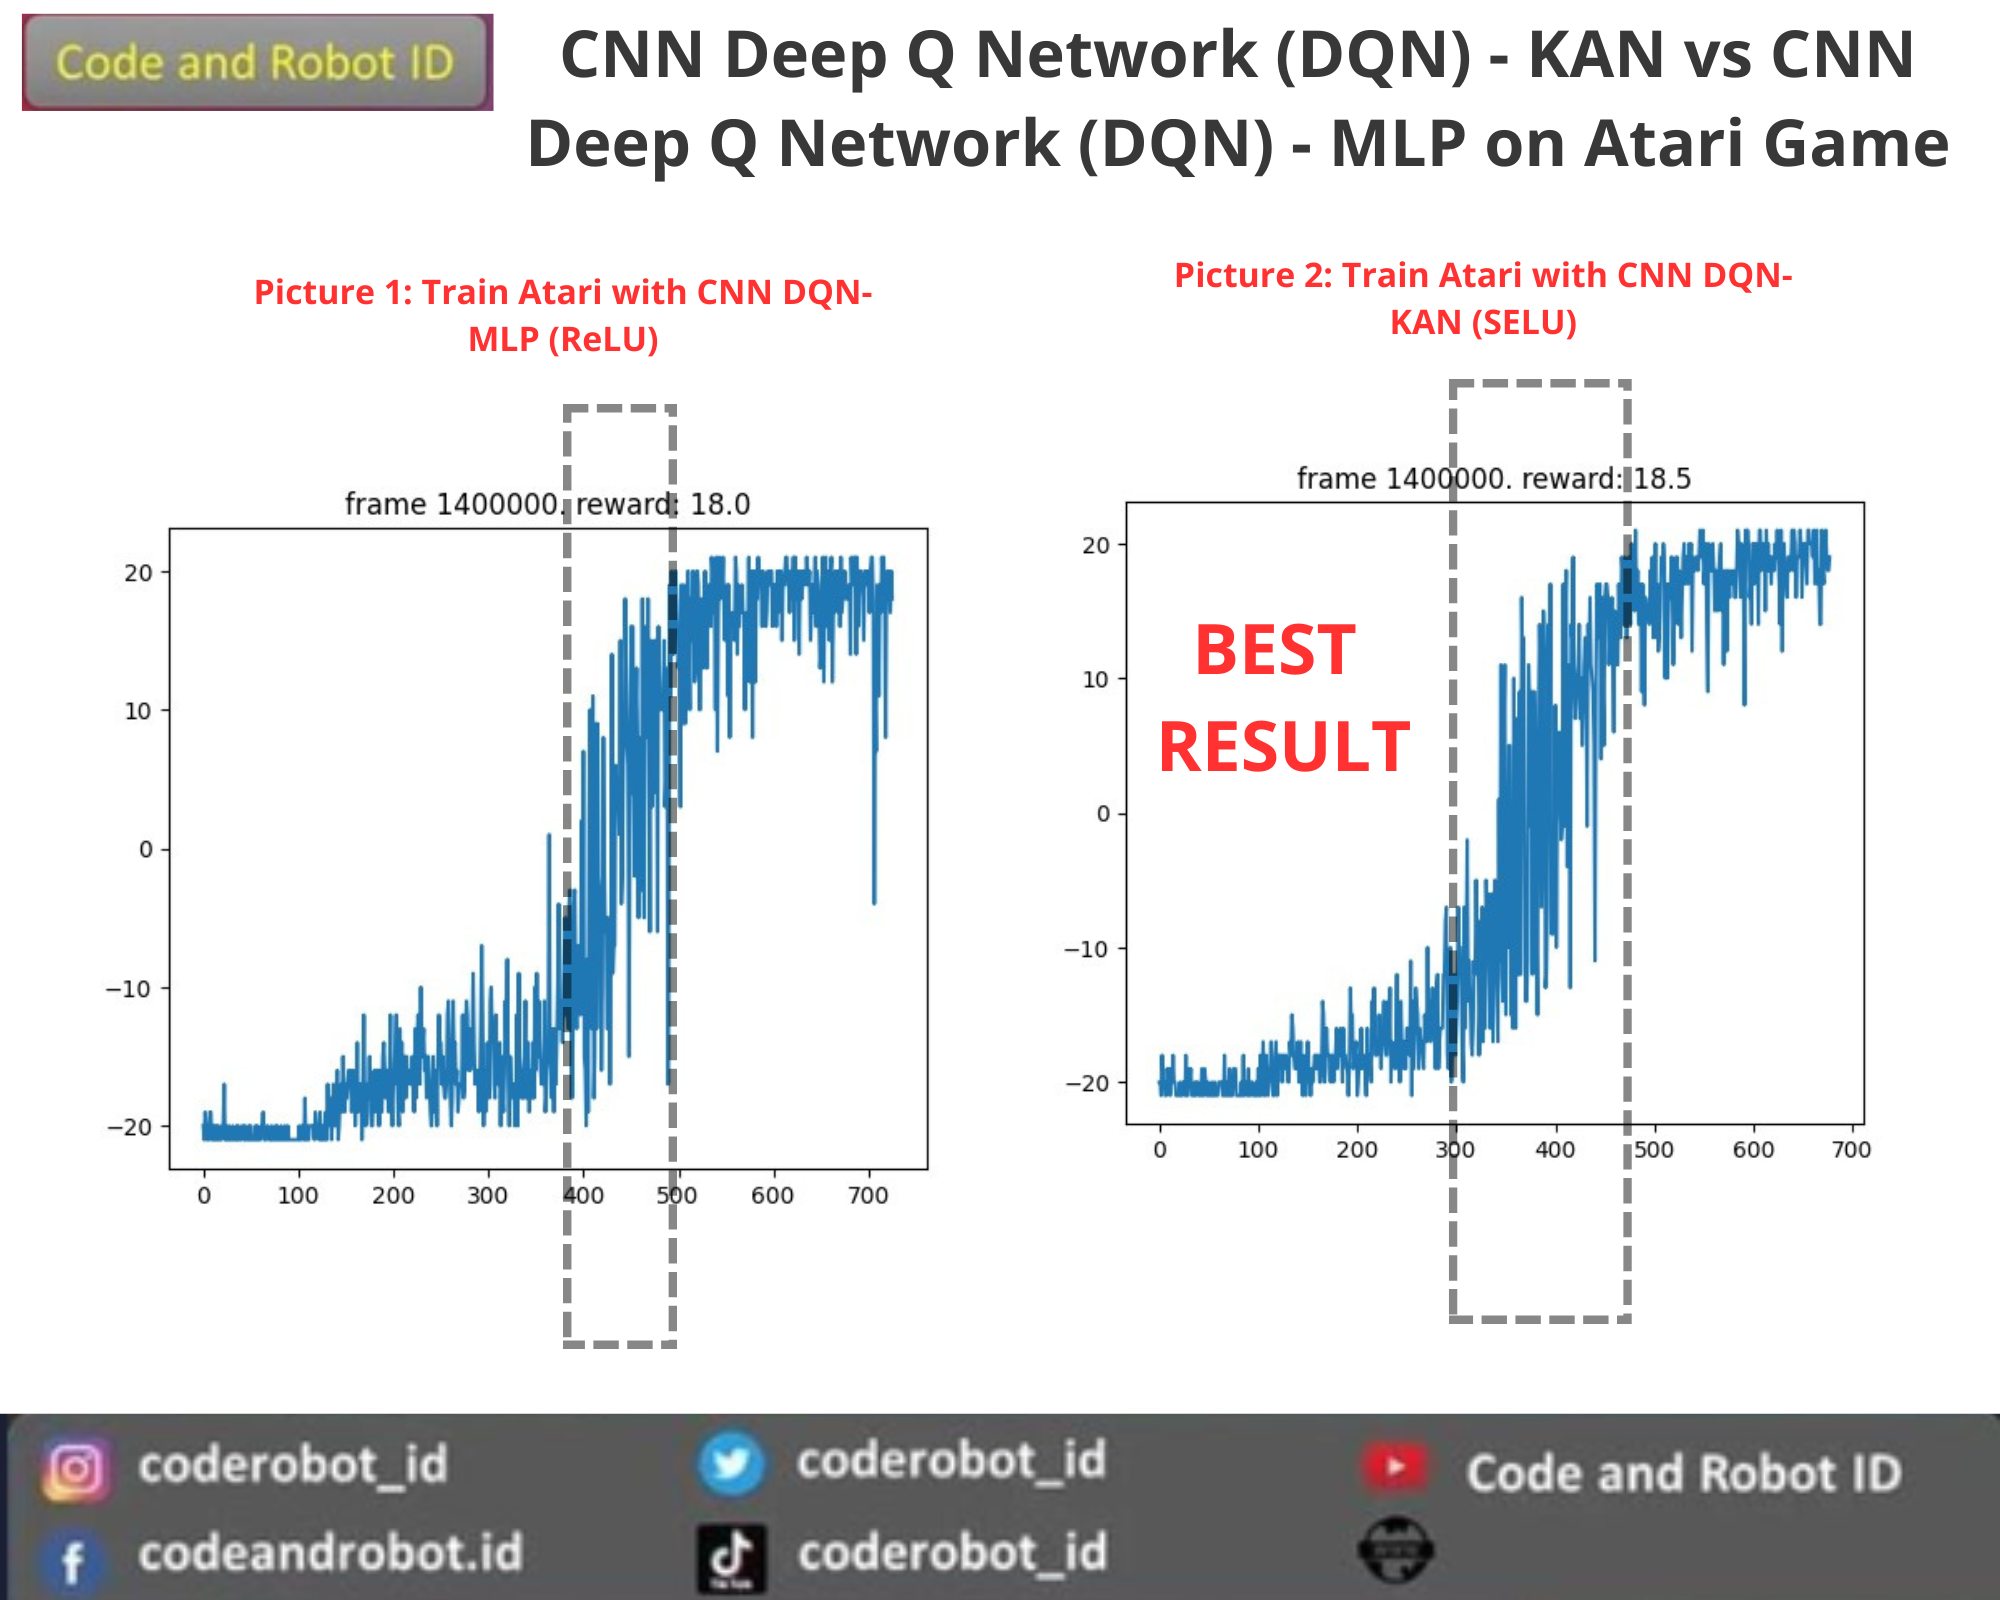 Code and Robot ID
CNN Deep Q Network (DQN) - KAN vs CNN
Deep Q Network (DQN) - MLP on Atari Game
Picture 1: Train Atari with CNN DQN-
MLP (ReLU)
Picture 2: Train Atari with CNN DQN-
KAN (SELU)
frame 1400000. reward: 18.0
20
10
0
−10
−20
0 100 200 300 400 500 600 700
frame 1400000. reward: 18.5
20
10
0
−10
−20
0 100 200 300 400 500 600 700
BEST
RESULT
coderobot_id
coderobot_id
Code and Robot ID
codeandrobot.id
coderobot_id